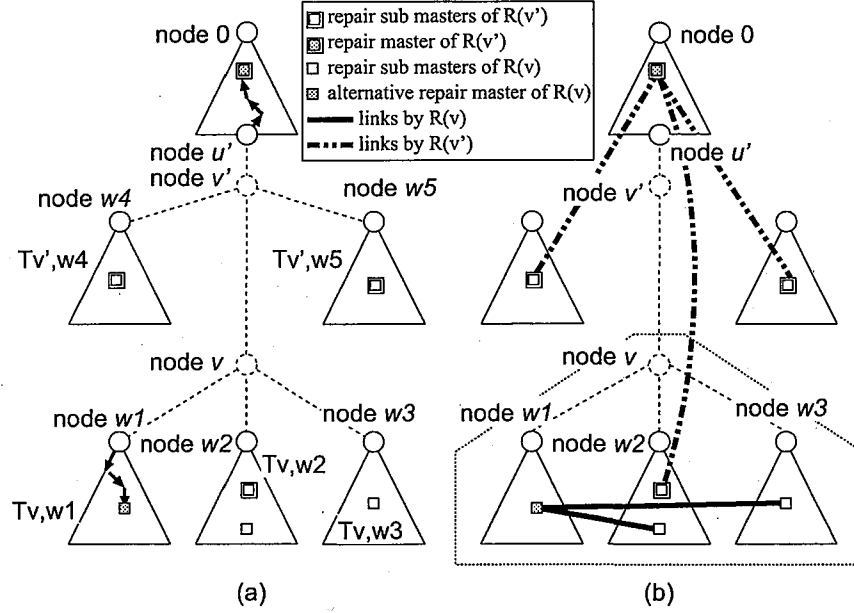 node 0
repair sub masters of R(v')
repair master of R(v')
repair sub masters of R(v)
alternative repair master of R(v)
links by R(v)
links by R(v')
node 0
node u'
node v'
node w4
node w5
Tv',w4
Tv',w5
node v
node w1
node w2
node w3
Tv,w1
Tv,w2
Tv,w3
(a)
node u'
node v'
node v
node w1
node w2
node w3
(b)